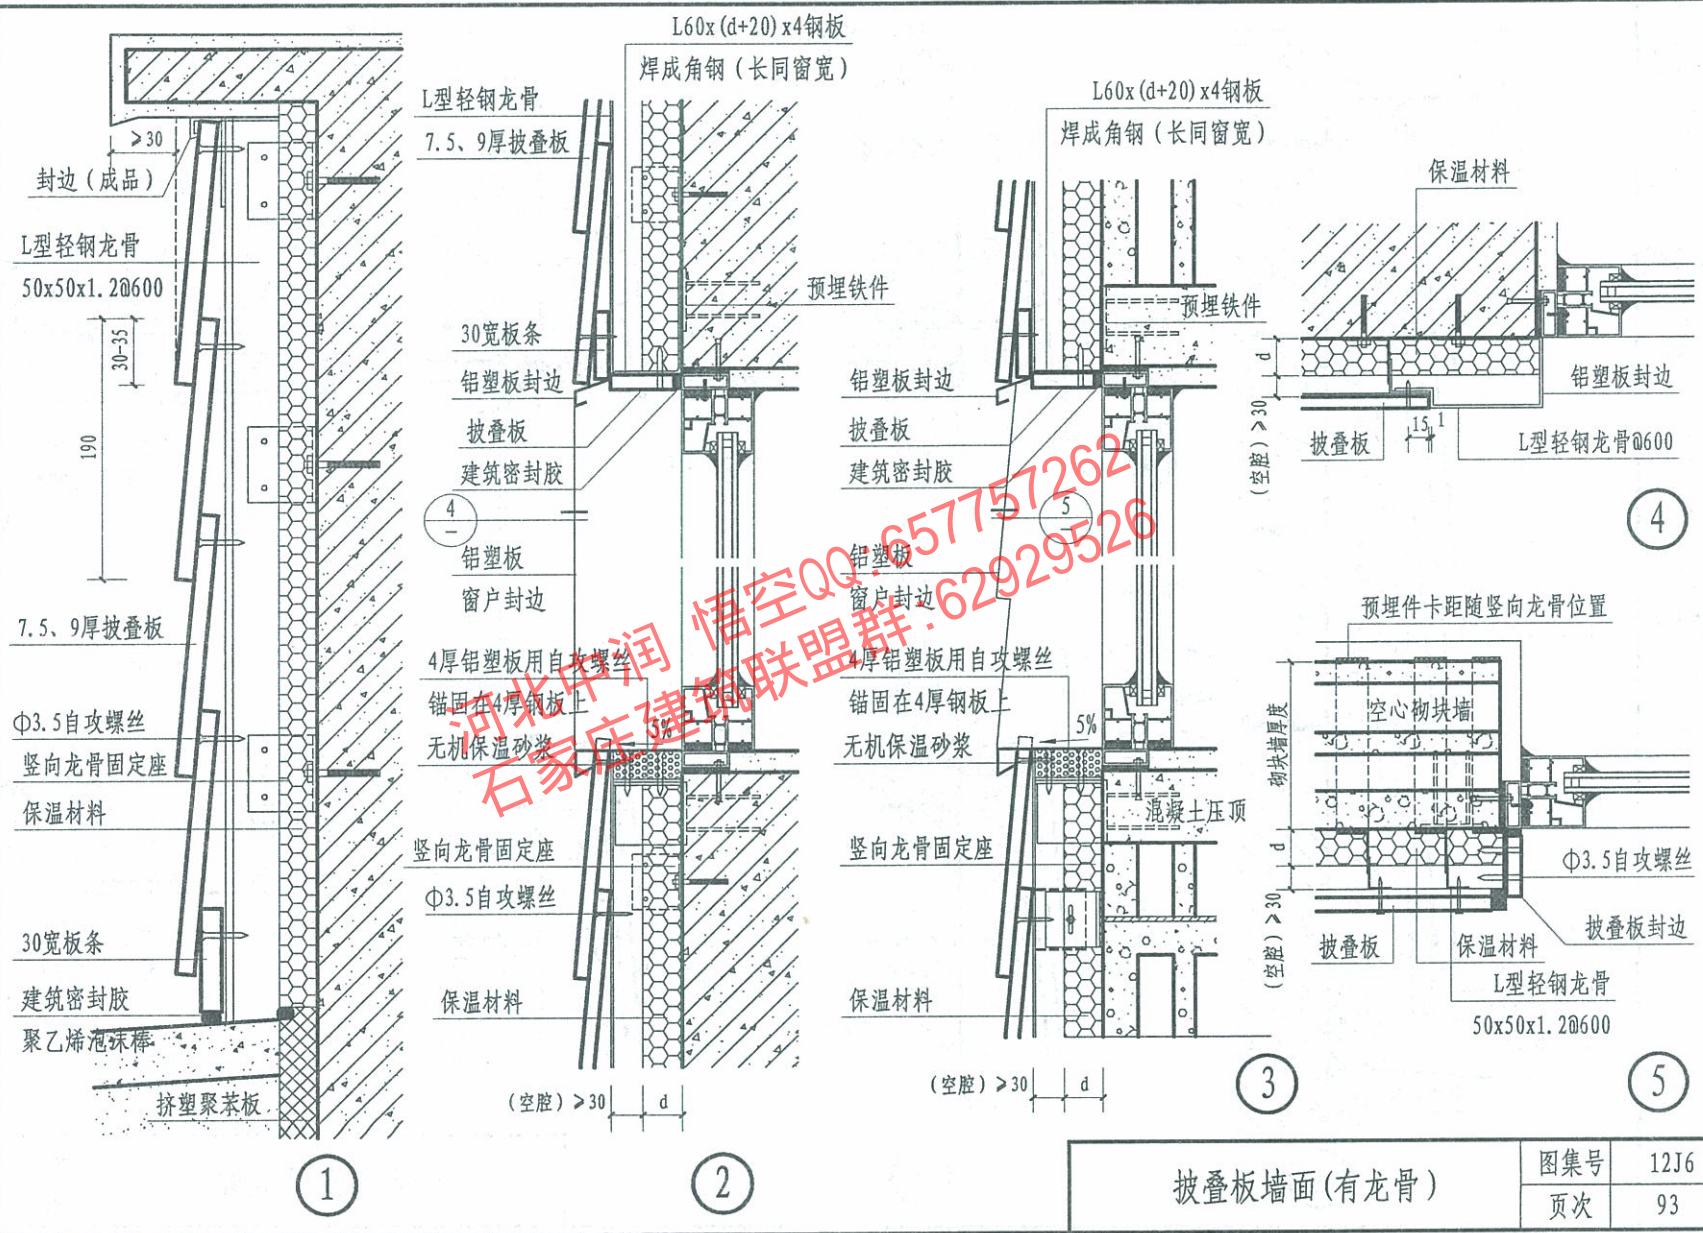 ≥30
封边(成品)
L型轻钢龙骨
50x50x1.2@600
30-35
190
7.5、9厚披叠板
Φ3.5自攻螺丝
竖向龙骨固定座
保温材料
30宽板条
建筑密封胶
聚乙烯泡沫棒
挤塑聚苯板
1
L60x(d+20)x4钢板
焊成角钢(长同窗宽)
L型轻钢龙骨
7.5、9厚披叠板
预埋铁件
30宽板条
铝塑板封边
披叠板
建筑密封胶
4
—
铝塑板
窗户封边
4厚铝塑板用自攻螺丝
锚固在4厚钢板上
5%
无机保温砂浆
竖向龙骨固定座
Φ3.5自攻螺丝
保温材料
(空腔)≥30
d
2
L60x(d+20)x4钢板
焊成角钢(长同窗宽)
预埋铁件
铝塑板封边
披叠板
建筑密封胶
5
—
铝塑板
窗户封边
4厚铝塑板用自攻螺丝
锚固在4厚钢板上
5%
无机保温砂浆
混凝土压顶
竖向龙骨固定座
保温材料
(空腔)≥30
d
3
保温材料
d
(空腔)≥30
铝塑板封边
披叠板
15
1
L型轻钢龙骨@600
4
预埋件卡距随竖向龙骨位置
空心砌块墙
砌块墙厚度
d
(空腔)≥30
Φ3.5自攻螺丝
披叠板封边
披叠板
保温材料
L型轻钢龙骨
50x50x1.2@600
5
河北中润 悟空QQ:657757262
石家庄建筑联盟群:62929526
披叠板墙面(有龙骨)
图集号
12J6
页次
93